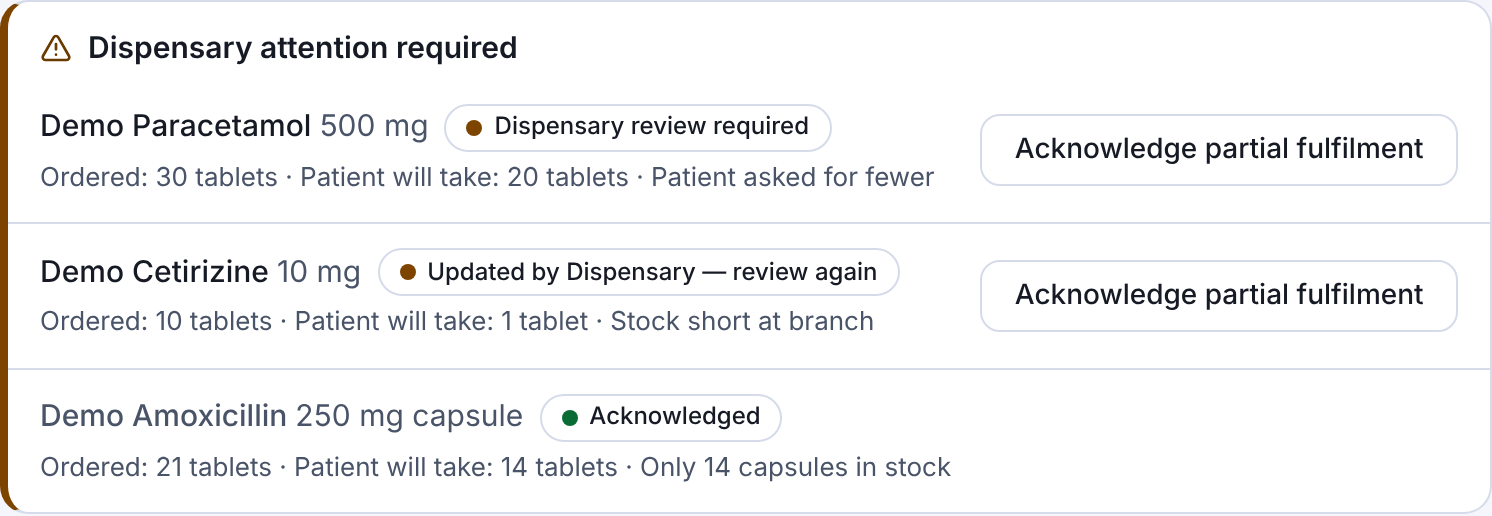 Dispensary attention required
Demo Paracetamol 500 mg Dispensary review required
Ordered: 30 tablets · Patient will take: 20 tablets · Patient asked for fewer
Acknowledge partial fulfilment
Demo Cetirizine 10 mg Updated by Dispensary — review again
Ordered: 10 tablets · Patient will take: 1 tablet · Stock short at branch
Acknowledge partial fulfilment
Demo Amoxicillin 250 mg capsule Acknowledged
Ordered: 21 tablets · Patient will take: 14 tablets · Only 14 capsules in stock